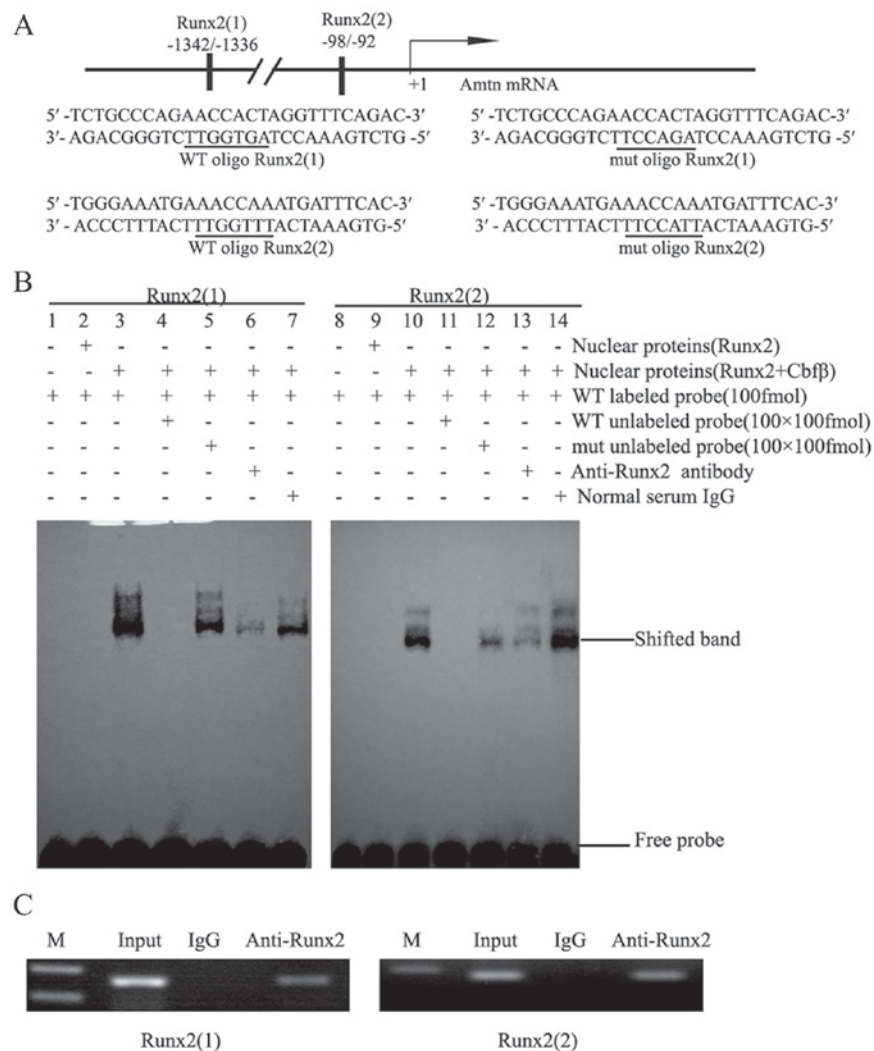 A
Runx2(1)
-1342/-1336
Runx2(2)
-98/-92
+1
Amtn mRNA
5′ -TCTGCCCAGAACCACTAGGTTTCAGAC-3′
3′- AGACGGGTCTTGGTGATCCAAAGTCTG -5′
WT oligo Runx2(1)
5′ -TCTGCCCAGAACCACTAGGTTTCAGAC-3′
3′- AGACGGGTCTTCCAGATCCAAAGTCTG -5′
mut oligo Runx2(1)
5′ -TGGGAAATGAAACCAAATGATTTCAC-3′
3′ - ACCCTTTACTTTGGTTTACTAAAGTG-5′
WT oligo Runx2(2)
5′ -TGGGAAATGAAACCAAATGATTTCAC-3′
3′ - ACCCTTTACTTTCCATTACTAAAGTG-5′
mut oligo Runx2(2)
B
Runx2(1)
Runx2(2)
1 2 3 4 5 6 7 8 9 10 11 12 13 14
- + - - - - - - + - - - - - Nuclear proteins(Runx2)
- - + + + + + - - + + + + + Nuclear proteins(Runx2+Cbfβ)
+ + + + + + + + + + + + + + WT labeled probe(100fmol)
- - - + - - - - - - + - - - WT unlabeled probe(100×100fmol)
- - - - + - - - - - - + - - mut unlabeled probe(100×100fmol)
- - - - - + - - - - - - + - Anti-Runx2 antibody
- - - - - - + - - - - - - + Normal serum IgG
Shifted band
Free probe
C
M Input IgG Anti-Runx2
M Input IgG Anti-Runx2
Runx2(1)
Runx2(2)